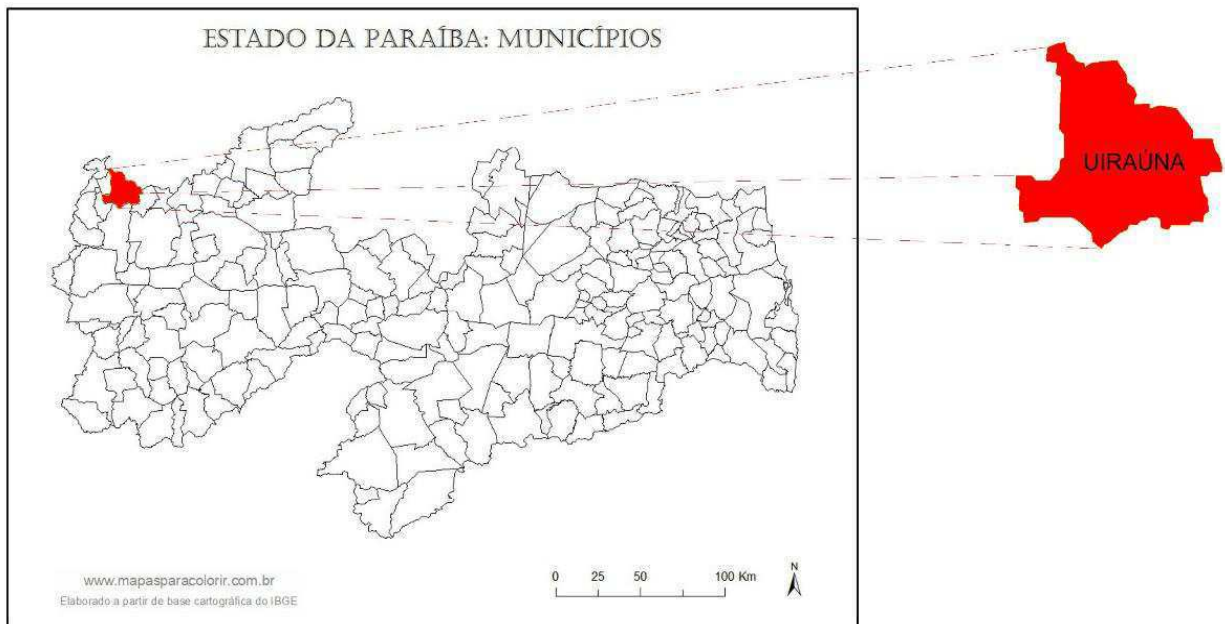 ESTADO DA PARAÍBA: MUNICÍPIOS
UIRAÚNA
www.mapasparacolorir.com.br
Elaborado a partir de base cartográfica do IBGE
0 25 50 100 Km
N